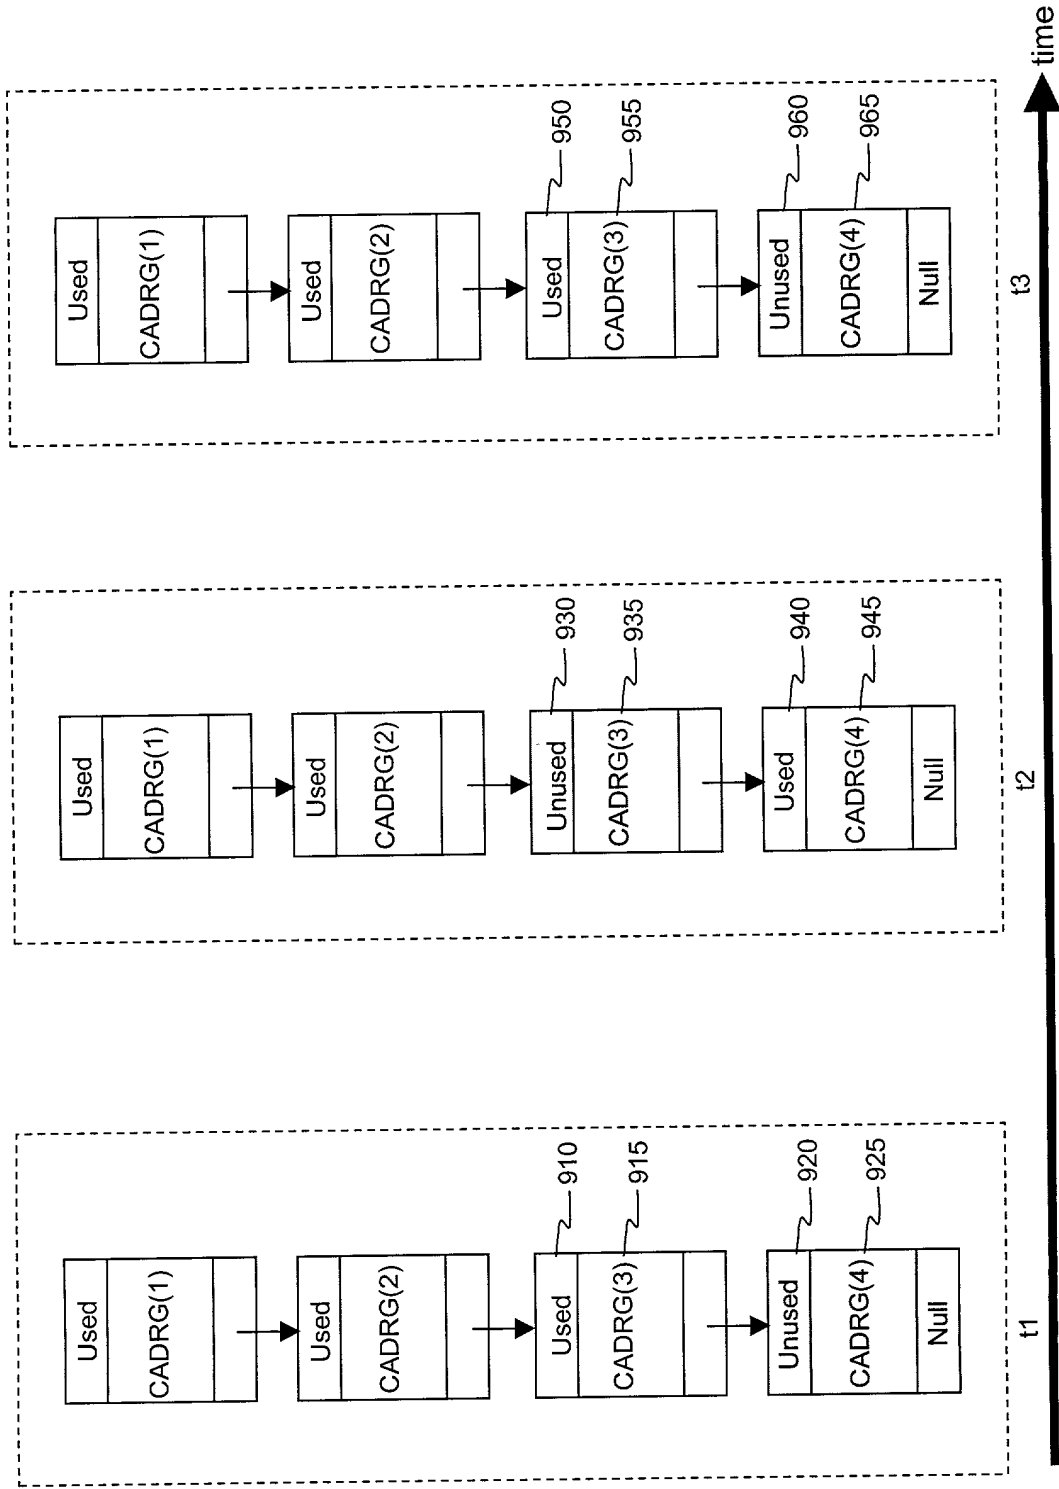 Used
CADRG(1)
Used
CADRG(2)
Used
910
CADRG(3)
915
Unused
920
CADRG(4)
925
Null
t1
Used
CADRG(1)
Used
CADRG(2)
Unused
930
CADRG(3)
935
Used
940
CADRG(4)
945
Null
t2
Used
CADRG(1)
Used
CADRG(2)
Used
950
CADRG(3)
955
Unused
960
CADRG(4)
965
Null
t3
time